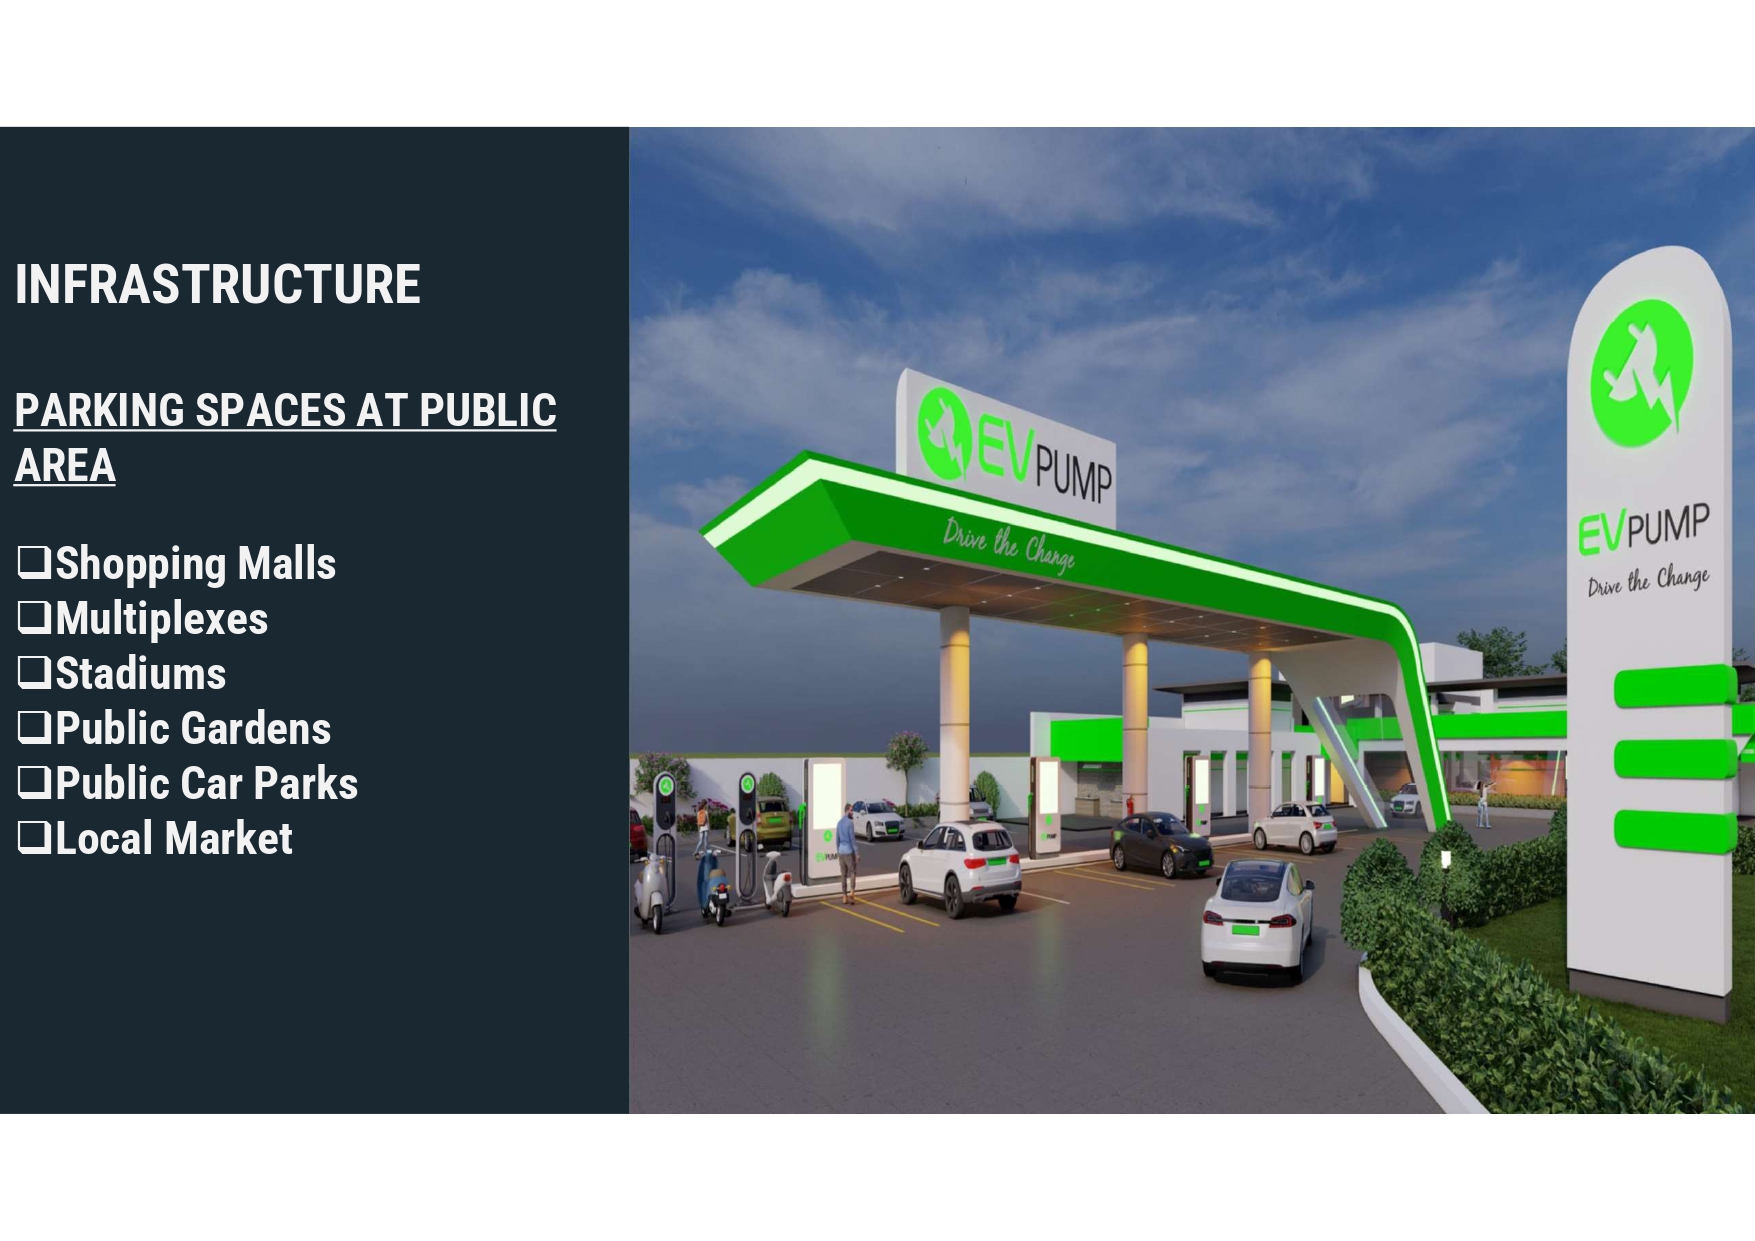 INFRASTRUCTURE
PARKING SPACES AT PUBLIC
AREA
❑Shopping Malls
❑Multiplexes
❑Stadiums
❑Public Gardens
❑Public Car Parks
❑Local Market
EVPUMP
Drive the Change
EVPUMP
Drive the Change
EVPUMP